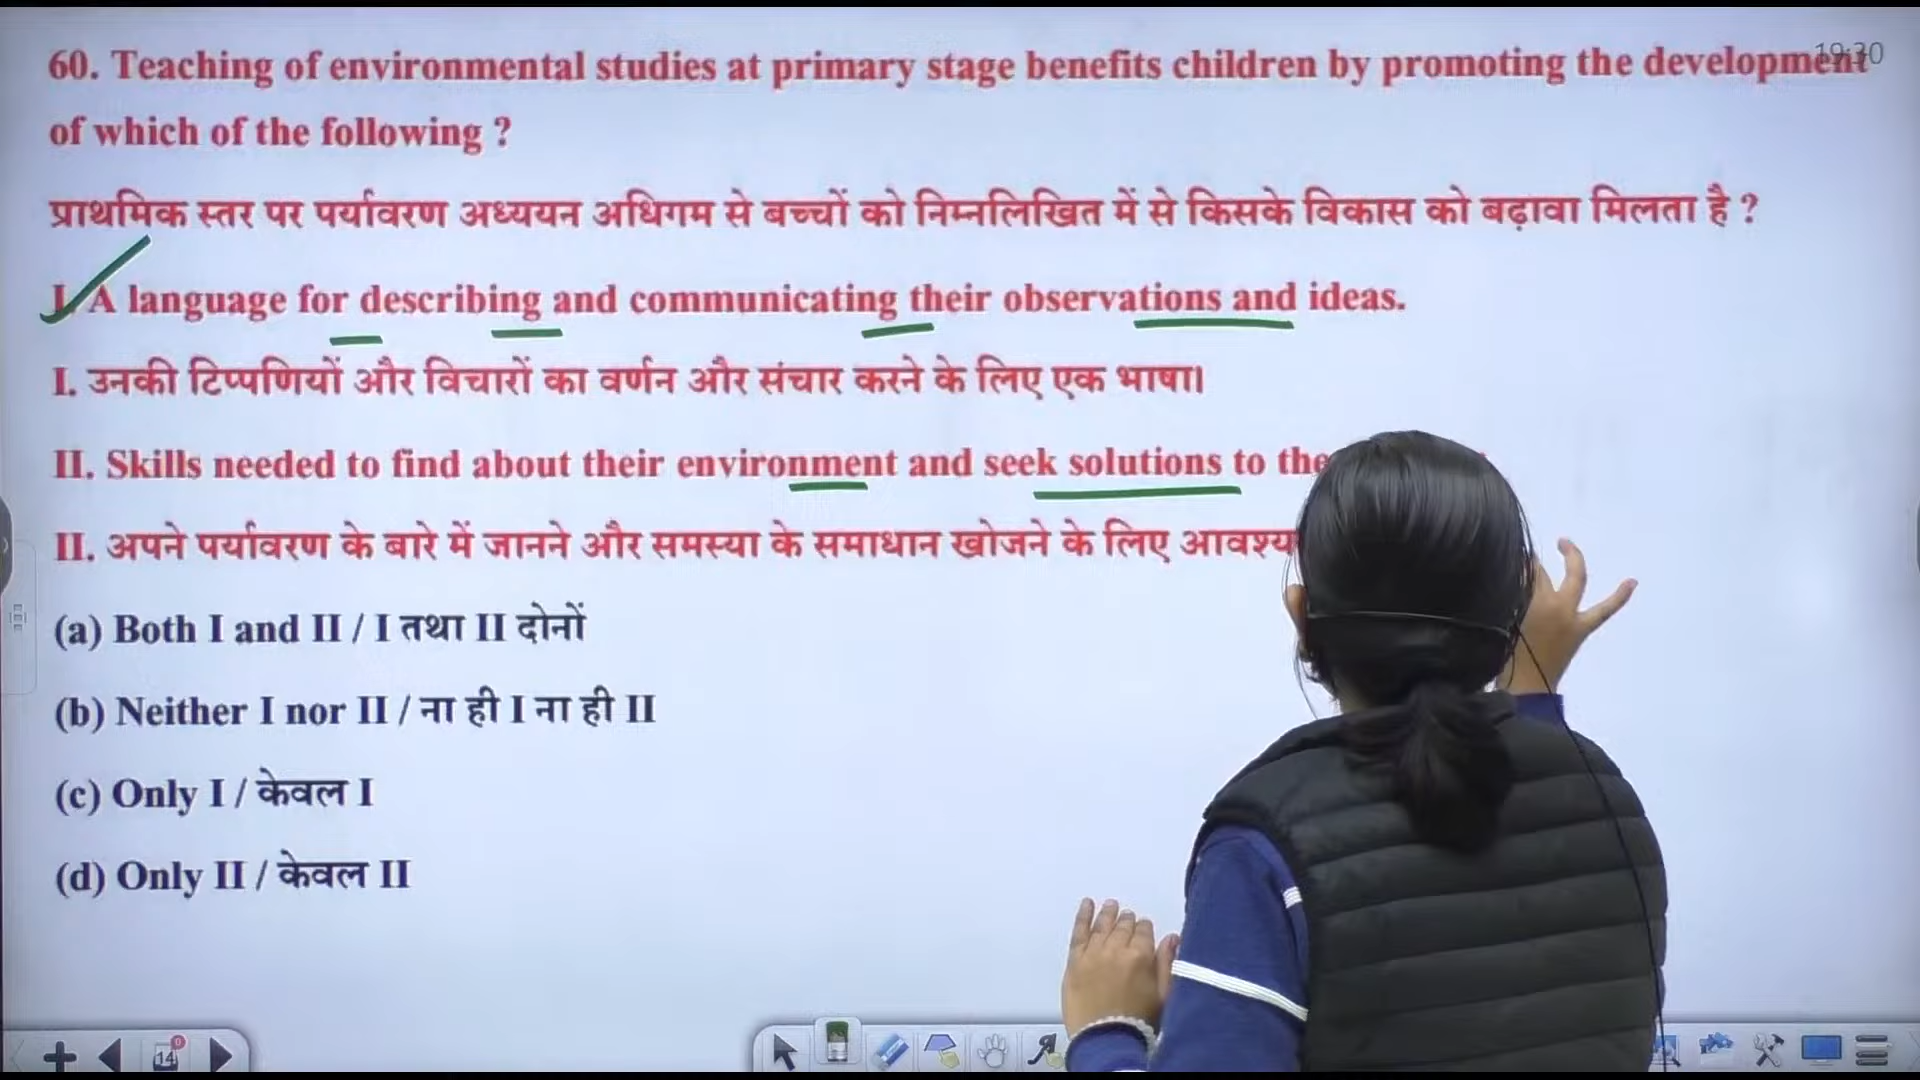 19:30
60. Teaching of environmental studies at primary stage benefits children by promoting the development
of which of the following ?
प्राथमिक स्तर पर पर्यावरण अध्ययन अधिगम से बच्चों को निम्नलिखित में से किसके विकास को बढ़ावा मिलता है ?
I. A language for describing and communicating their observations and ideas.
I. उनकी टिप्पणियों और विचारों का वर्णन और संचार करने के लिए एक भाषा।
II. Skills needed to find about their environment and seek solutions to
II. अपने पर्यावरण के बारे में जानने और समस्या के समाधान खोजने के लिए
(a) Both I and II / I तथा II दोनों
(b) Neither I nor II / ना ही I ना ही II
(c) Only I / केवल I
(d) Only II / केवल II
14
0